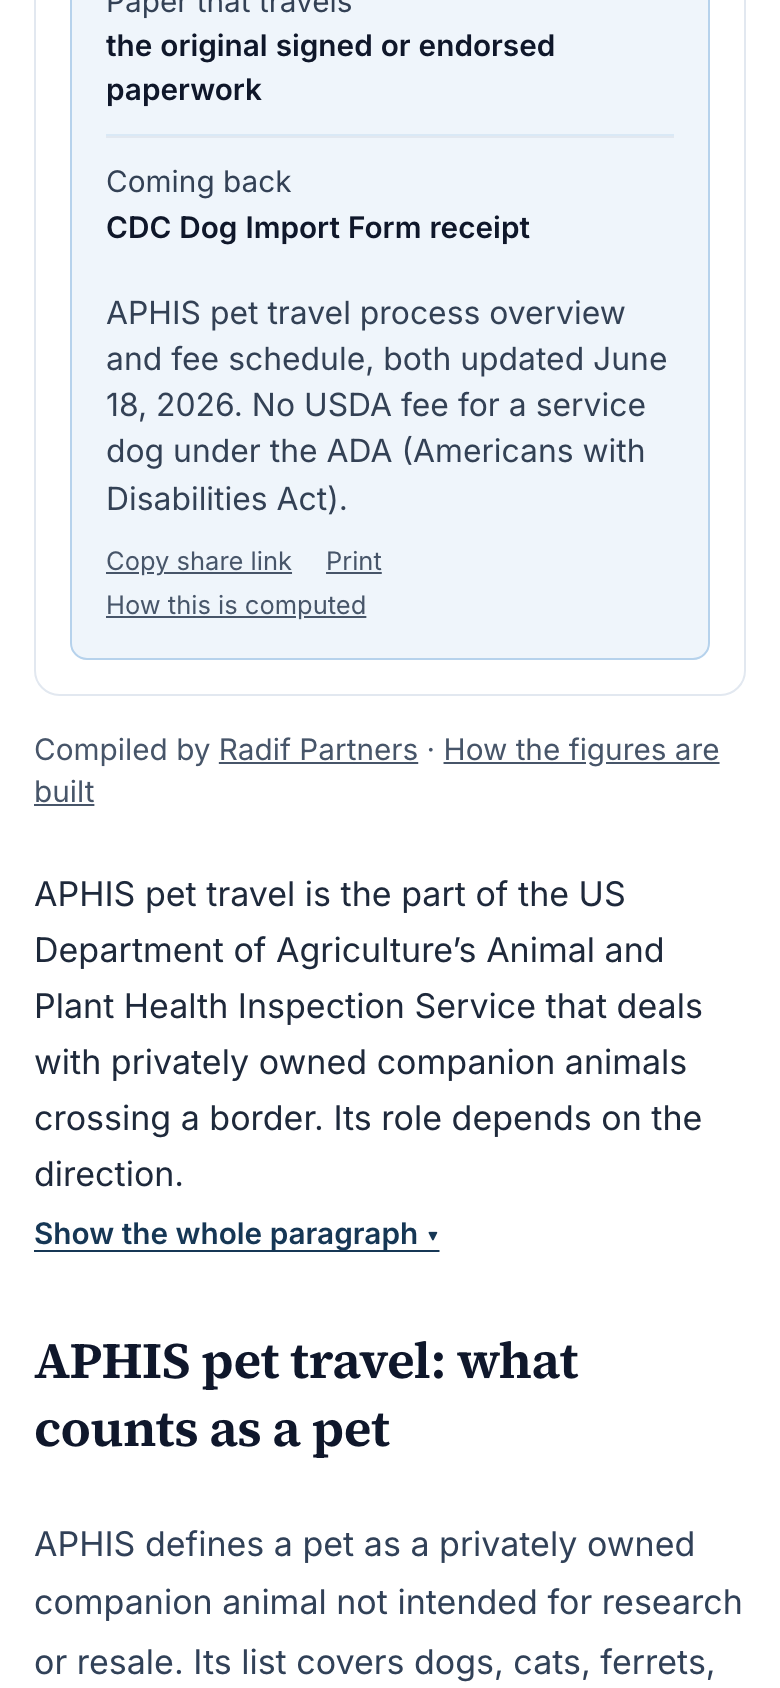 Paper that travels
the original signed or endorsed
paperwork
Coming back
CDC Dog Import Form receipt
APHIS pet travel process overview
and fee schedule, both updated June
18, 2026. No USDA fee for a service
dog under the ADA (Americans with
Disabilities Act).
Copy share link Print
How this is computed
Compiled by Radif Partners · How the figures are
built
APHIS pet travel is the part of the US
Department of Agriculture’s Animal and
Plant Health Inspection Service that deals
with privately owned companion animals
crossing a border. Its role depends on the
direction.
Show the whole paragraph ▾
APHIS pet travel: what
counts as a pet
APHIS defines a pet as a privately owned
companion animal not intended for research
or resale. Its list covers dogs, cats, ferrets,